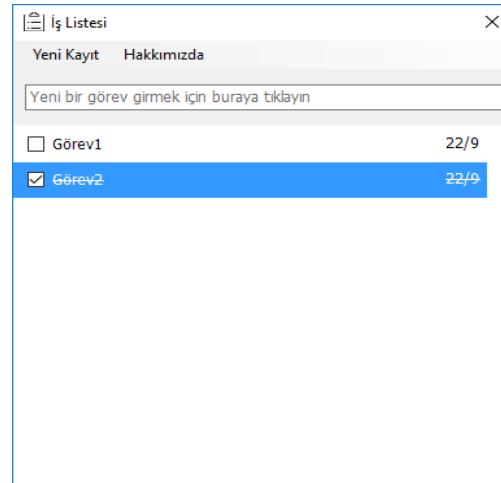 İş Listesi
Yeni Kayıt Hakkımızda
Yeni bir görev girmek için buraya tıklayın
Görev1 22/9
Görev2 22/9